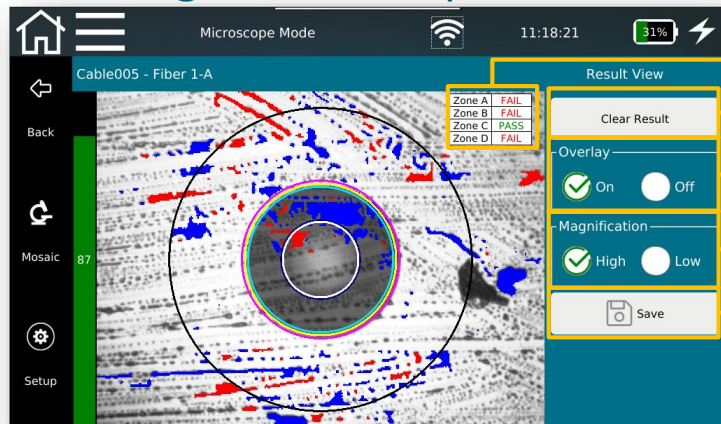 Microscope Mode
11:18:21
31%
Cable005 - Fiber 1-A
Result View
Back
Mosaic
Setup
87
Zone A FAIL
Zone B FAIL
Zone C PASS
Zone D FAIL
Clear Result
Overlay
On Off
Magnification
High Low
Save